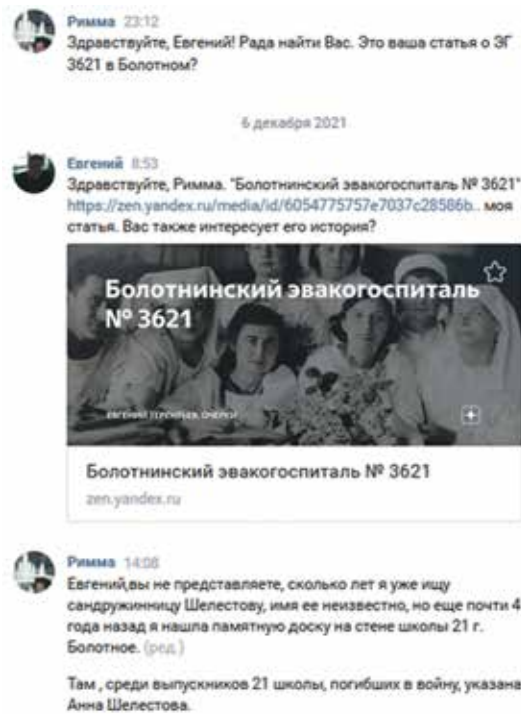 Римма 23:12
Здравствуйте, Евгений! Рада найти Вас. Это ваша статья о ЭГ
3621 в Болотном?
6 декабря 2021
Евгений 8:53
Здравствуйте, Римма. "Болотнинский эвакогоспиталь № 3621"
https://zen.yandex.ru/media/id/6054775757e7037c28586b.. моя
статья. Вас также интересует его история?
Болотнинский эвакогоспиталь
№ 3621
ЕВГЕНИЙ ТЕРЕНТЬЕВ. ОЧЕРКИ
Болотнинский эвакогоспиталь № 3621
zen.yandex.ru
Римма 14:08
Евгений,вы не представляете, сколько лет я уже ищу
сандружинницу Шелестову, имя ее неизвестно, но еще почти 4
года назад я нашла памятную доску на стене школы 21 г.
Болотное. (ред.)
Там , среди выпускников 21 школы, погибших в войну, указана
Анна Шелестова.